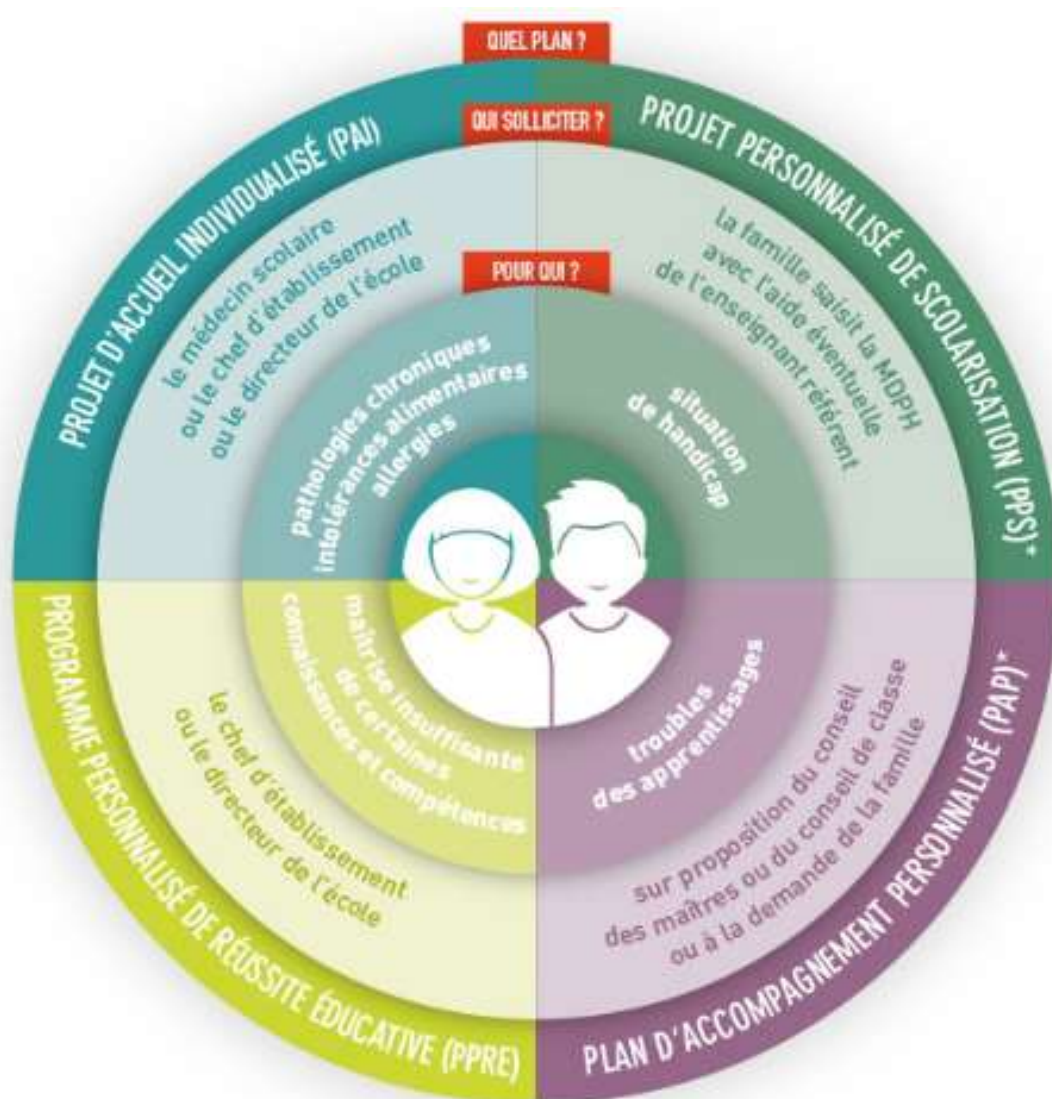 QUEL PLAN ?
QUI SOLLICITER ?
POUR QUI ?
PROJET D'ACCUEIL INDIVIDUALISÉ (PAI)
le médecin scolaire
ou le chef d'établissement
ou le directeur de l'école
pathologies chroniques
intolérances alimentaires
allergies
PROJET PERSONNALISÉ DE SCOLARISATION (PPS)*
la famille saisit la MDPH
avec l'aide éventuelle
de l'enseignant référent
situation
de handicap
PROGRAMME PERSONNALISÉ DE RÉUSSITE ÉDUCATIVE (PPRE)
le chef d'établissement
ou le directeur de l'école
maîtrise insuffisante
de certaines
connaissances et compétences
PLAN D'ACCOMPAGNEMENT PERSONNALISÉ (PAP)*
sur proposition du conseil
des maîtres ou du conseil de classe
ou à la demande de la famille
troubles
des apprentissages